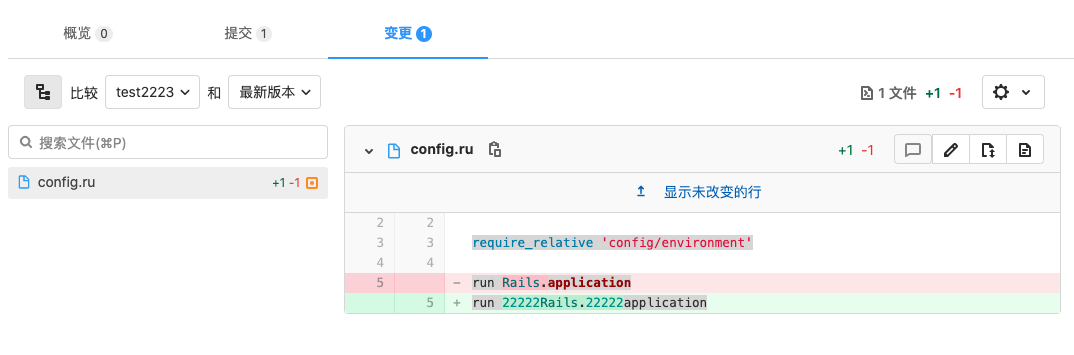 概览 0 提交 1 变更 1
比较 test2223 和 最新版本 1 文件 +1 -1
搜索文件(⌘P)
config.ru +1 -1
config.ru +1 -1
显示未改变的行
2 2
3 3 require_relative 'config/environment'
4 4
5 - run Rails.application
5 + run 22222Rails.22222application